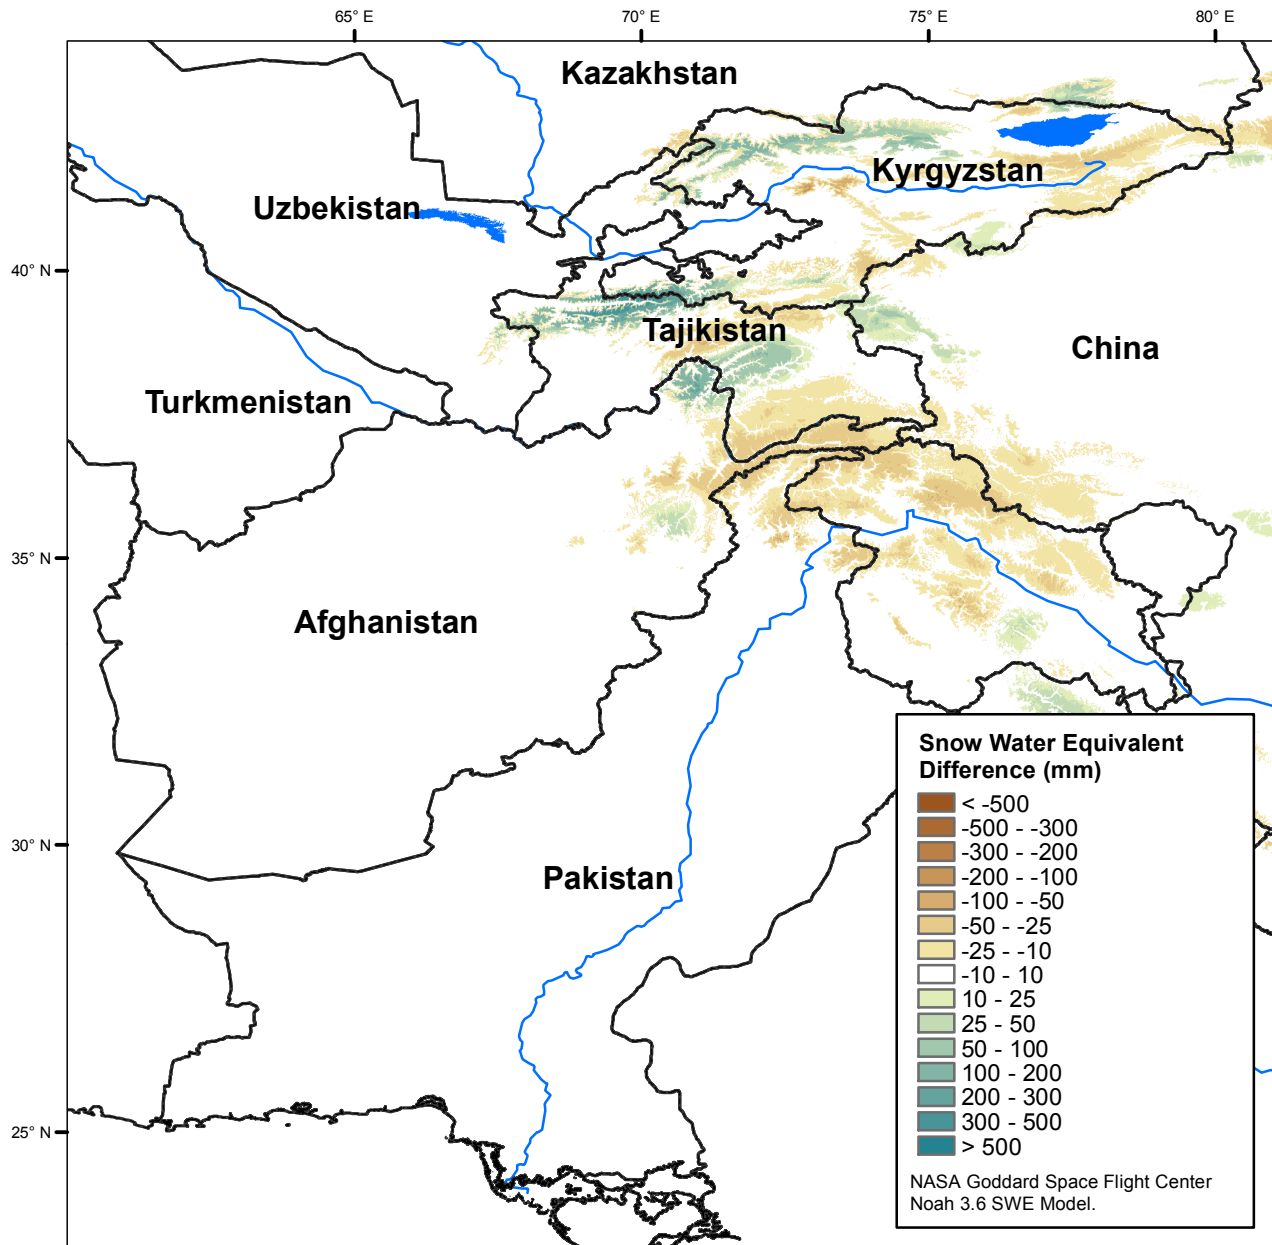 65° E
70° E
75° E
80° E
Kazakhstan
Kyrgyzstan
Uzbekistan
40° N
Tajikistan
China
Turkmenistan
35° N
Afghanistan
Snow Water Equivalent
Difference (mm)
< -500
-500 - -300
-300 - -200
-200 - -100
-100 - -50
-50 - -25
-25 - -10
-10 - 10
10 - 25
25 - 50
50 - 100
100 - 200
200 - 300
300 - 500
> 500
NASA Goddard Space Flight Center
Noah 3.6 SWE Model.
30° N
Pakistan
25° N